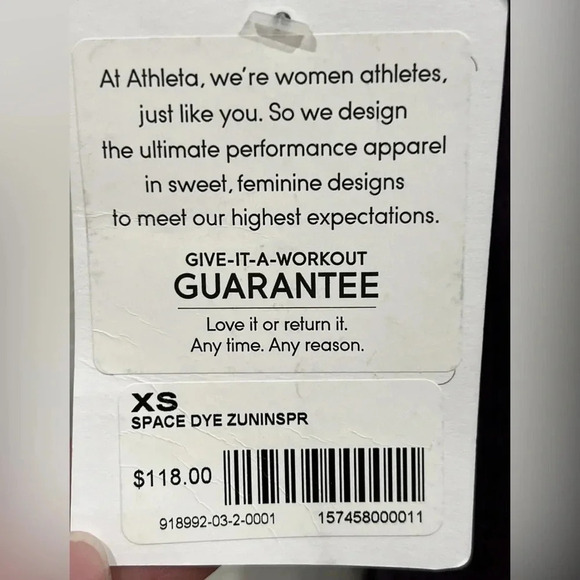 At Athleta, we're women athletes,
just like you. So we design
the ultimate performance apparel
in sweet, feminine designs
to meet our highest expectations.
GIVE-IT-A-WORKOUT
GUARANTEE
Love it or return it.
Any time. Any reason.
XS
SPACE DYE ZUNINSPR
$118.00
918992-03-2-0001 157458000011